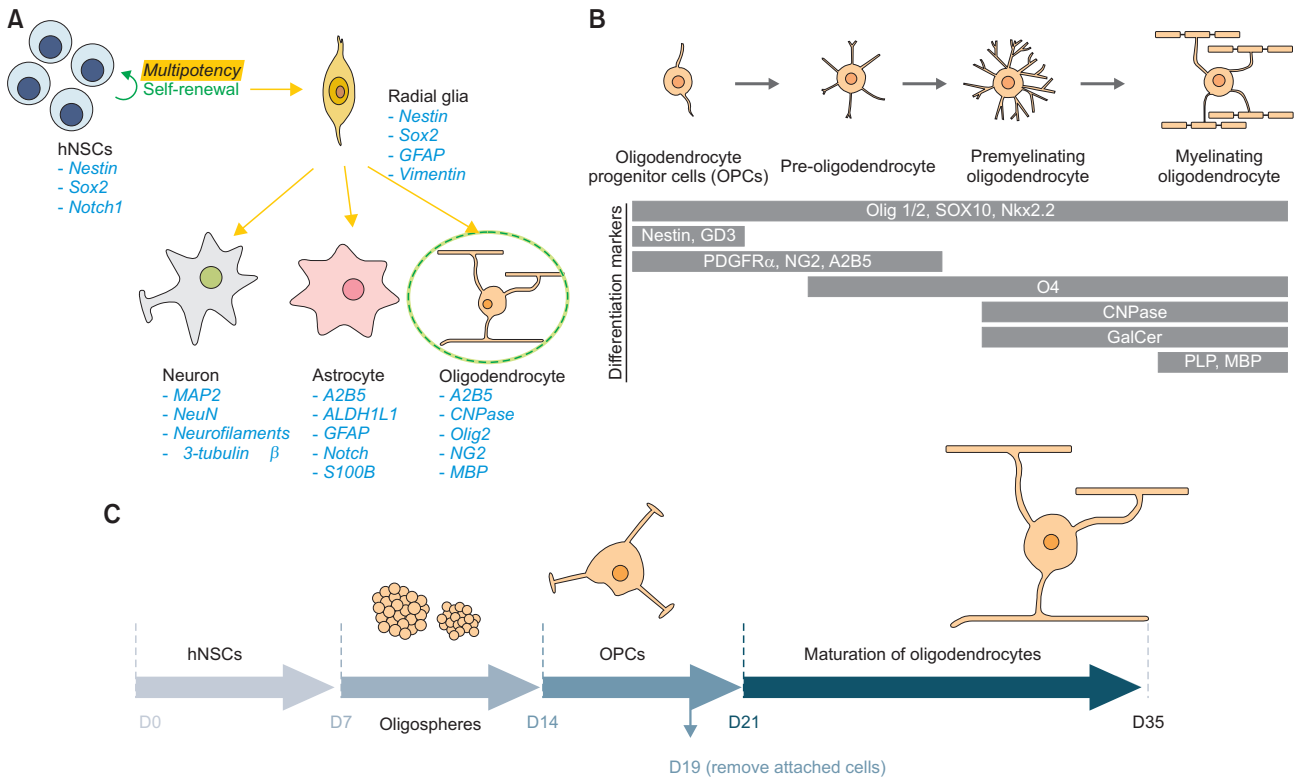 A
Multipotency
Self-renewal
hNSCs
- Nestin
- Sox2
- Notch1
Radial glia
- Nestin
- Sox2
- GFAP
- Vimentin
Neuron
- MAP2
- NeuN
- Neurofilaments
- 3-tubulin β
Astrocyte
- A2B5
- ALDH1L1
- GFAP
- Notch
- S100B
Oligodendrocyte
- A2B5
- CNPase
- Olig2
- NG2
- MBP
B
Oligodendrocyte
progenitor cells (OPCs)
Pre-oligodendrocyte
Premyelinating
oligodendrocyte
Myelinating
oligodendrocyte
Differentiation markers
Olig 1/2, SOX10, Nkx2.2
Nestin, GD3
PDGFRα, NG2, A2B5
O4
CNPase
GalCer
PLP, MBP
C
hNSCs
Oligospheres
OPCs
Maturation of oligodendrocytes
D0
D7
D14
D21
D35
D19 (remove attached cells)